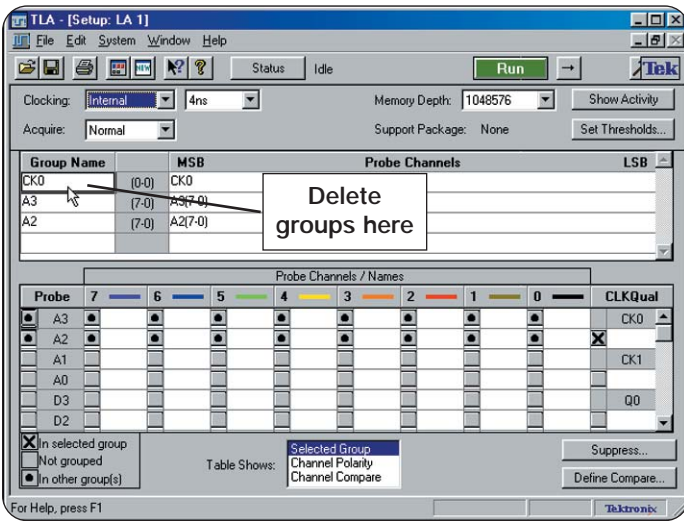 TLA - [Setup: LA 1]
File Edit System Window Help
Status Idle Run → Tek
Clocking: Internal 4ns Memory Depth: 1048576 Show Activity
Acquire: Normal Support Package: None Set Thresholds...
Group Name MSB Probe Channels LSB
CK0 (0-0) CK0
A3 (7-0) A3(7-0)
A2 (7-0) A2(7-0)
Delete
groups here
Probe Channels / Names
Probe 7 6 5 4 3 2 1 0 CLKQual
A3 CK0
A2
A1 CK1
A0
D3 Q0
D2
In selected group
Not grouped
In other group(s)
Table Shows:
Selected Group
Channel Polarity
Channel Compare
Suppress...
Define Compare...
For Help, press F1 Tektronix